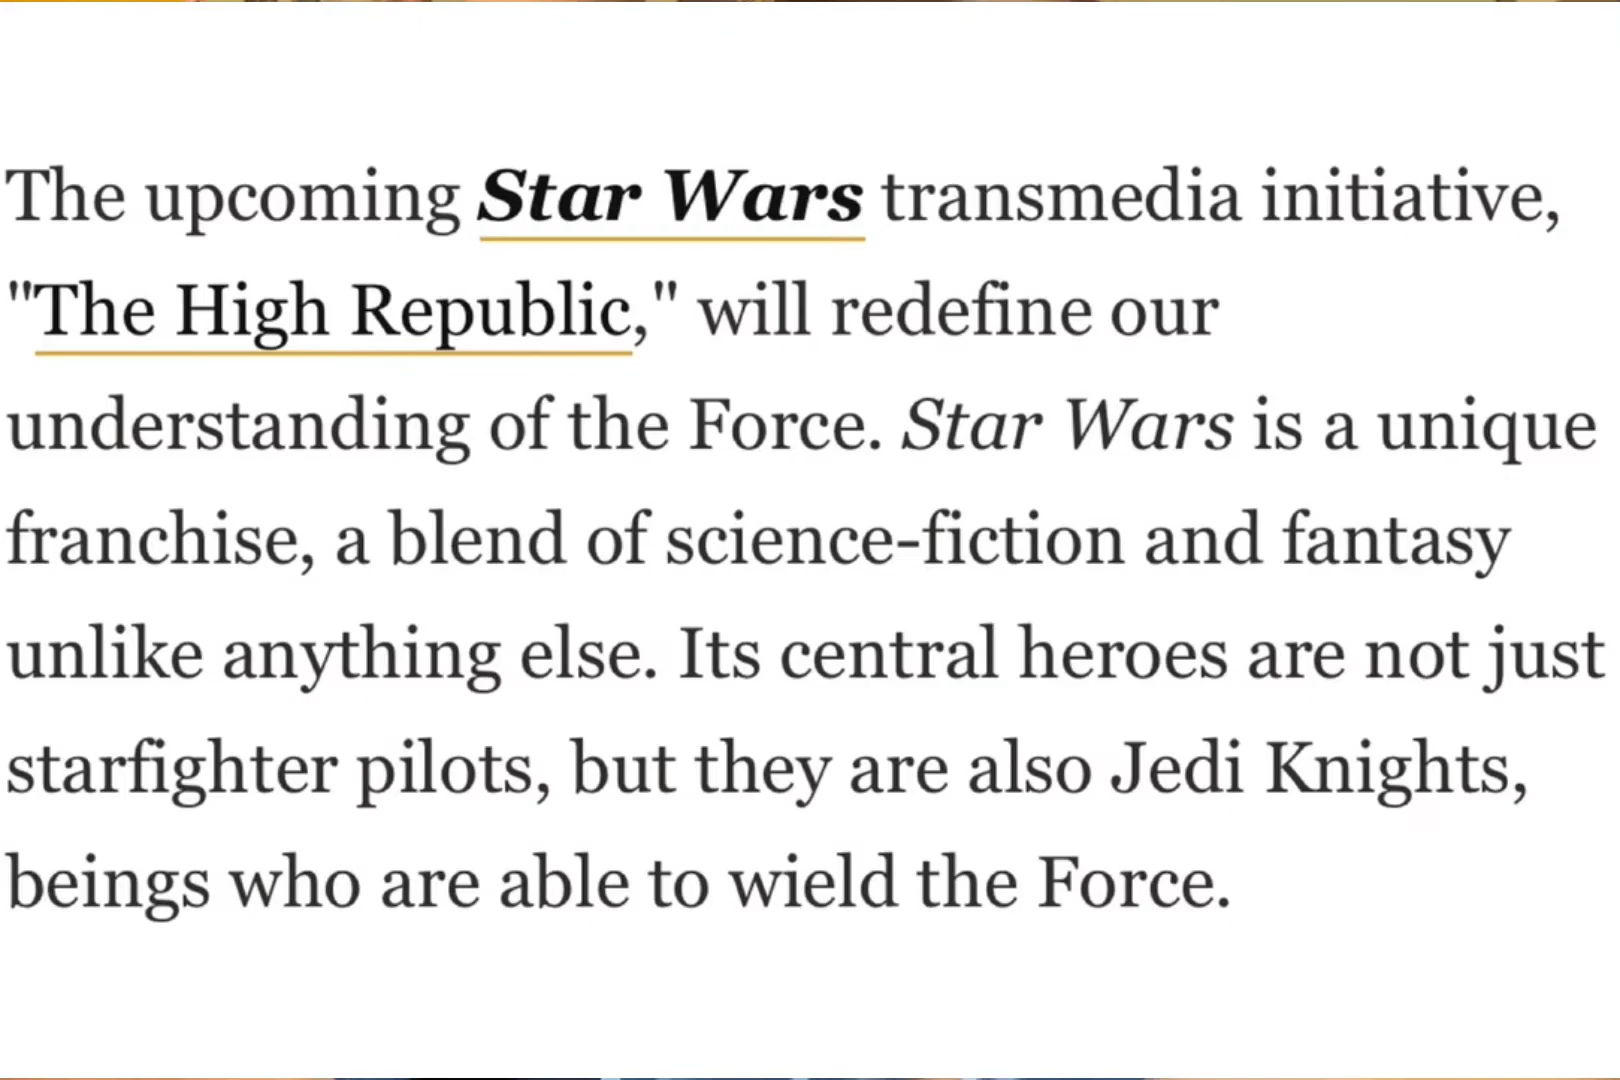 The upcoming Star Wars transmedia initiative,
"The High Republic," will redefine our
understanding of the Force. Star Wars is a unique
franchise, a blend of science-fiction and fantasy
unlike anything else. Its central heroes are not just
starfighter pilots, but they are also Jedi Knights,
beings who are able to wield the Force.